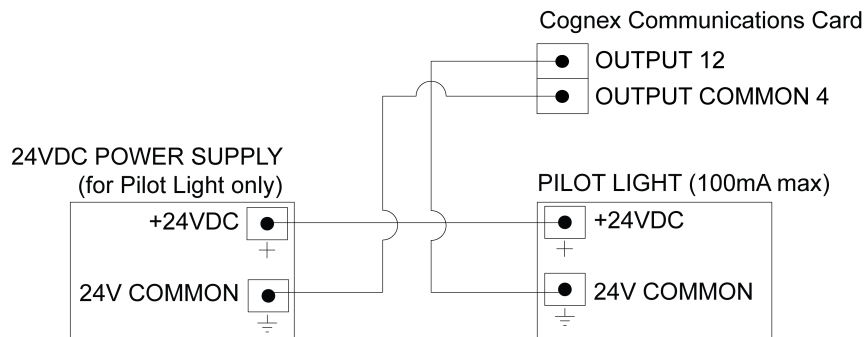 Cognex Communications Card
OUTPUT 12
OUTPUT COMMON 4
24VDC POWER SUPPLY
(for Pilot Light only)
+24VDC
24V COMMON
PILOT LIGHT (100mA max)
+24VDC
24V COMMON